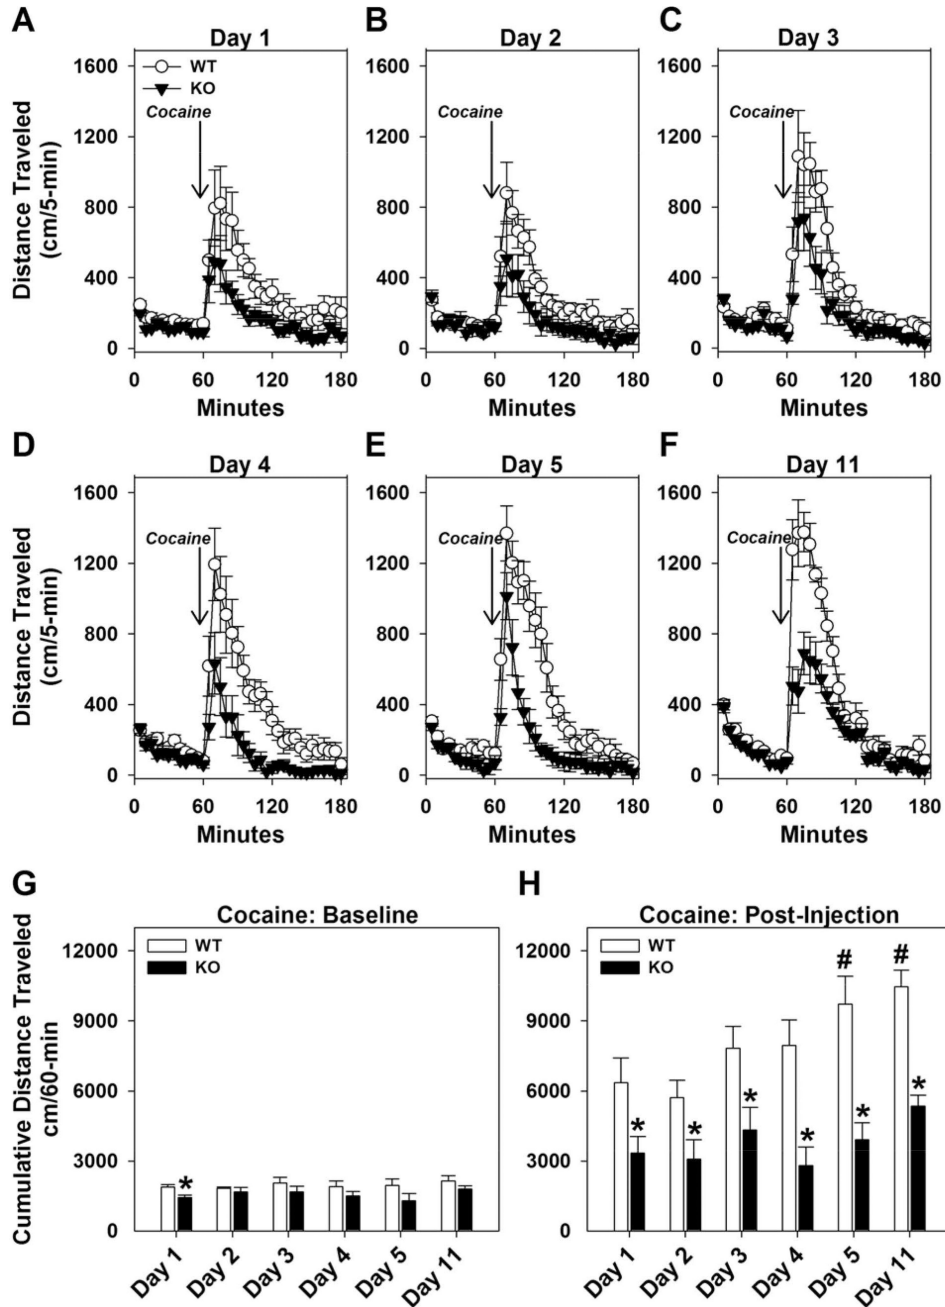 A
B
C
Day 1
Day 2
Day 3
Distance Traveled
(cm/5-min)
1600
1200
800
400
0
WT
KO
Cocaine
0 60 120 180
Minutes
1600
1200
800
400
0
Cocaine
0 60 120 180
Minutes
1600
1200
800
400
0
Cocaine
0 60 120 180
Minutes
D
E
F
Day 4
Day 5
Day 11
Distance Traveled
(cm/5-min)
1600
1200
800
400
0
Cocaine
0 60 120 180
Minutes
1600
1200
800
400
0
Cocaine
0 60 120 180
Minutes
1600
1200
800
400
0
Cocaine
0 60 120 180
Minutes
G
Cocaine: Baseline
Cumulative Distance Traveled
cm/60-min
12000
9000
6000
3000
0
WT
KO
*
Day 1
Day 2
Day 3
Day 4
Day 5
Day 11
H
Cocaine: Post-Injection
12000
9000
6000
3000
0
WT
KO
# #
* * * * * *
Day 1
Day 2
Day 3
Day 4
Day 5
Day 11